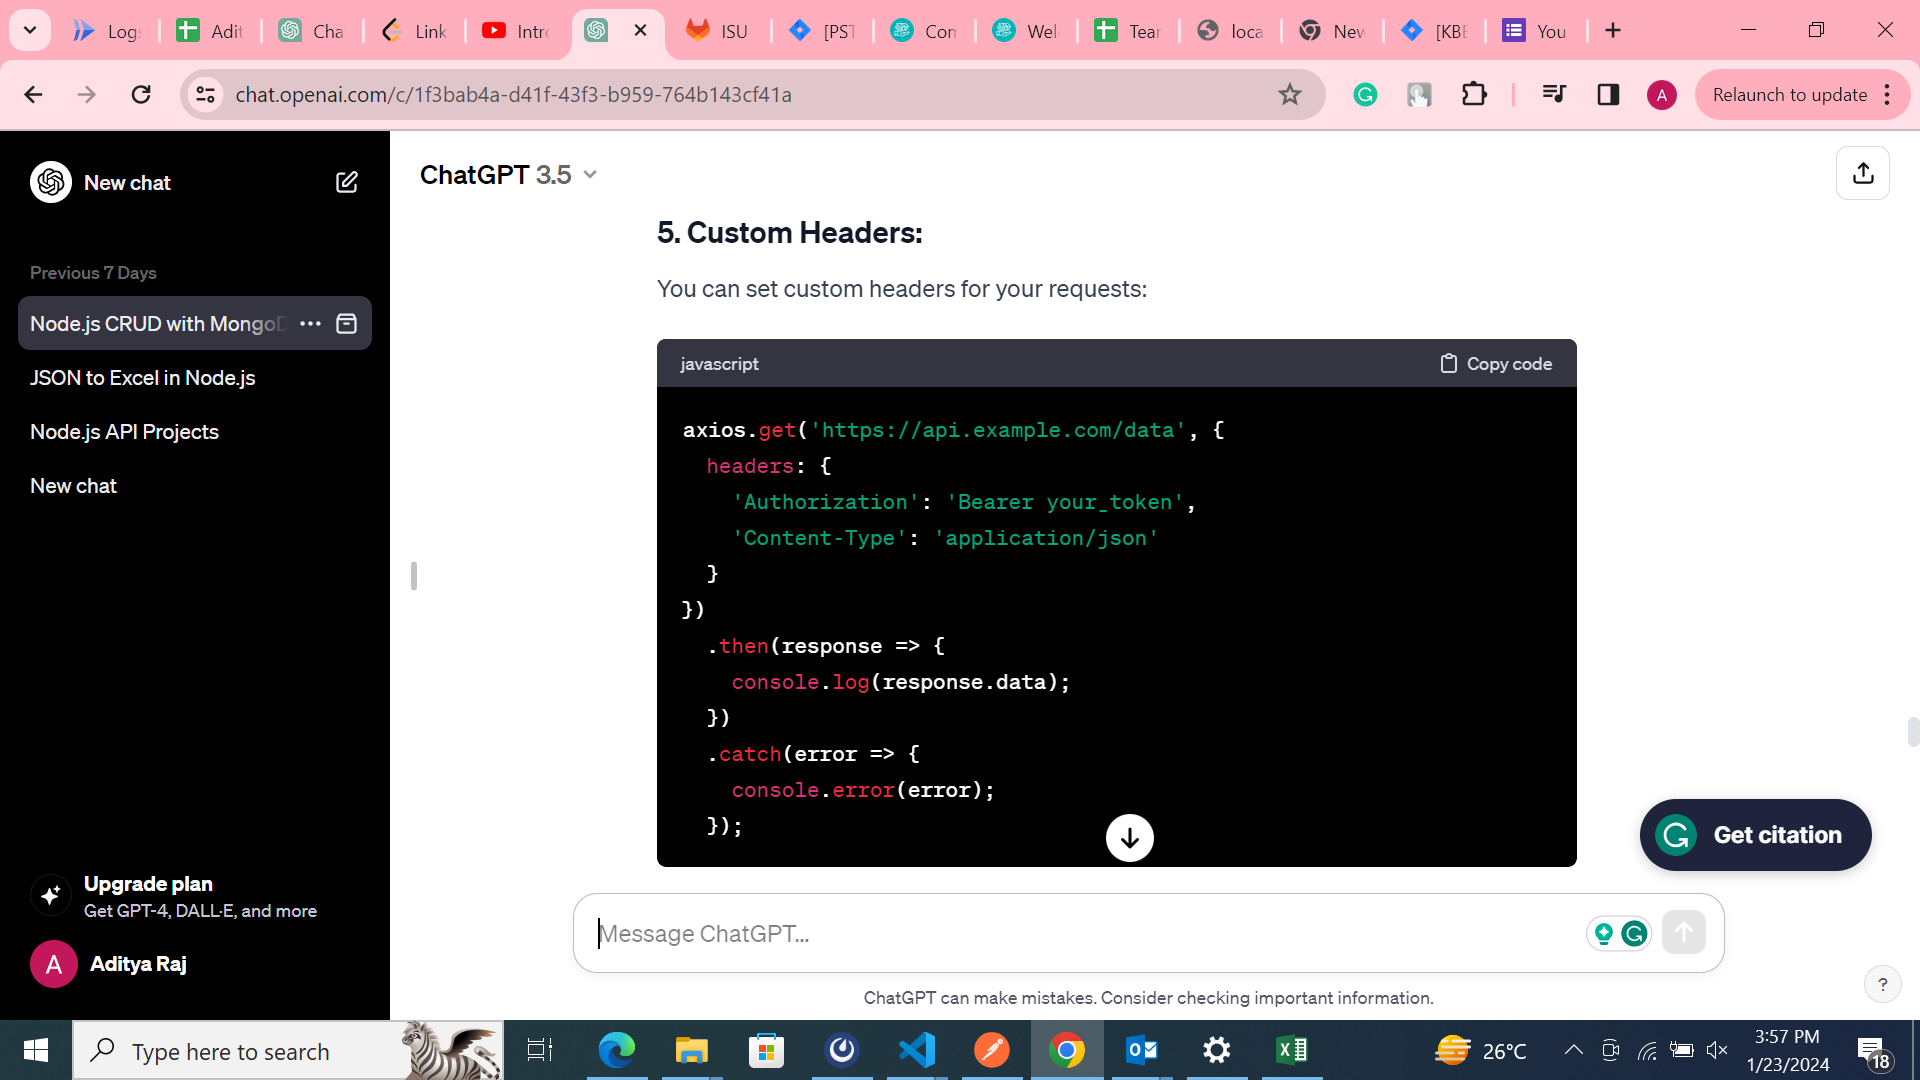 Logs
Adit
Cha
Link
Intro
ISU
[PST
Con
Wel
Tear
loca
New
[KBE
You
chat.openai.com/c/1f3bab4a-d41f-43f3-b959-764b143cf41a
A
Relaunch to update
New chat
ChatGPT 3.5
Previous 7 Days
Node.js CRUD with MongoD
JSON to Excel in Node.js
Node.js API Projects
New chat
5. Custom Headers:
You can set custom headers for your requests:
javascript
Copy code
axios.get('https://api.example.com/data', {
  headers: {
    'Authorization': 'Bearer your_token',
    'Content-Type': 'application/json'
  }
})
  .then(response => {
    console.log(response.data);
  })
  .catch(error => {
    console.error(error);
  });
Get citation
Upgrade plan
Get GPT-4, DALL·E, and more
A
Aditya Raj
Message ChatGPT...
ChatGPT can make mistakes. Consider checking important information.
?
Type here to search
26°C
3:57 PM
1/23/2024
18